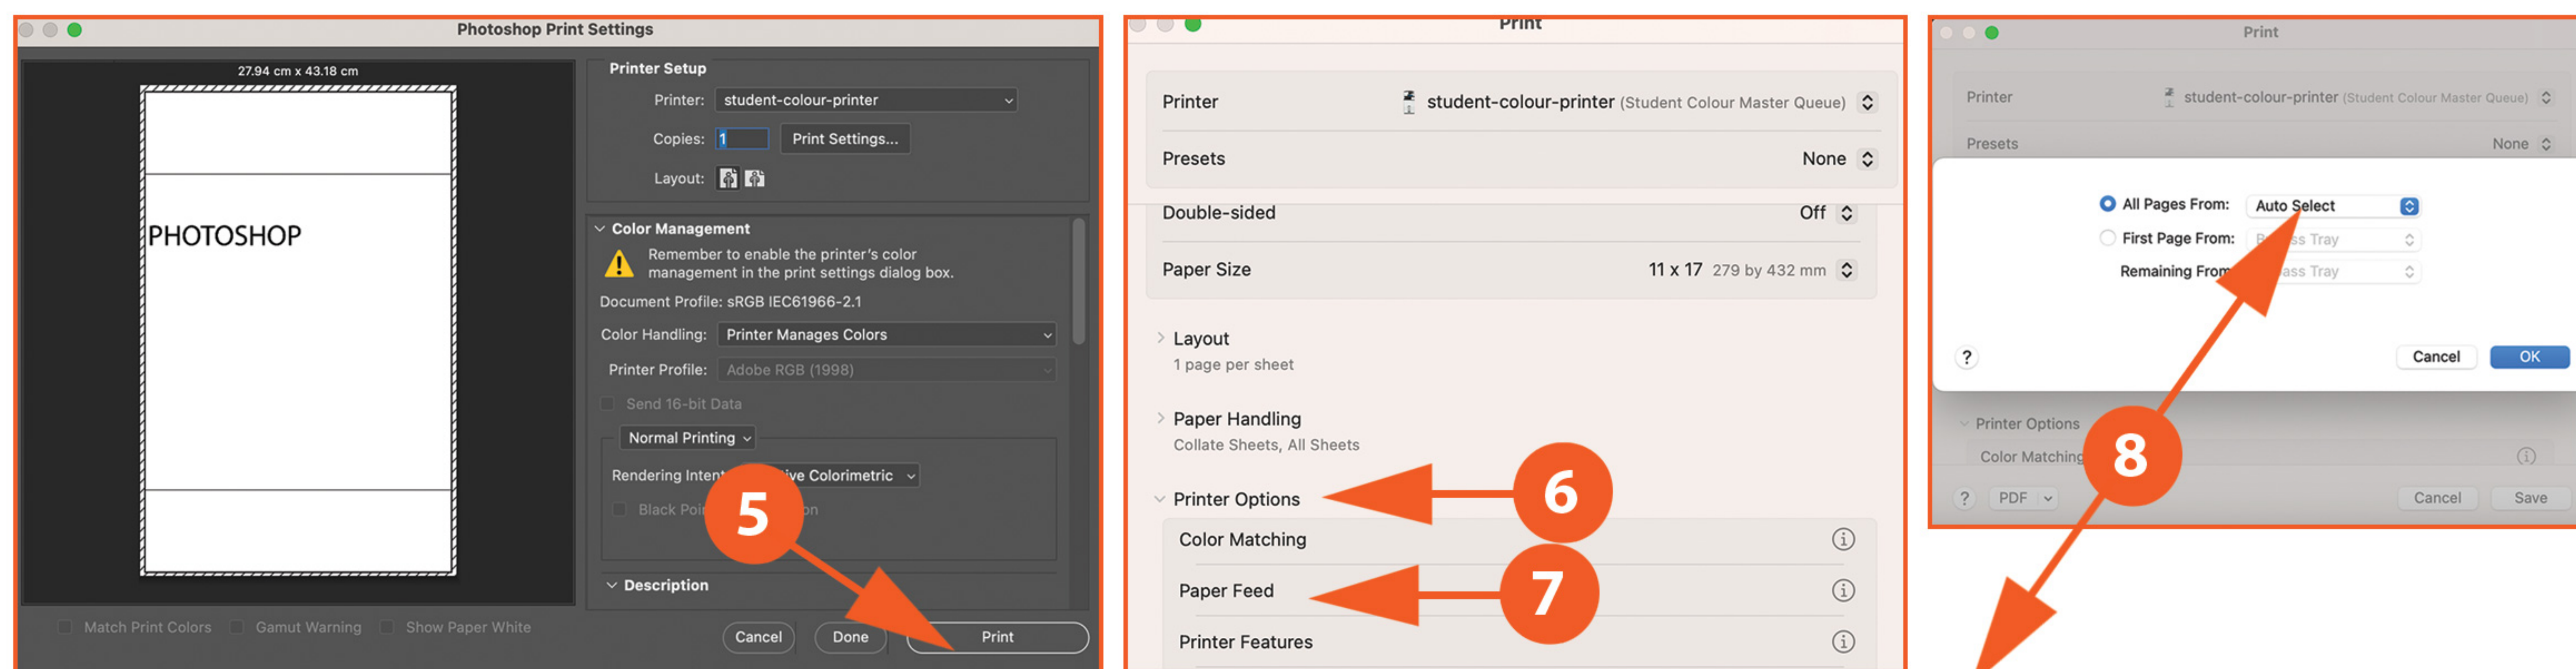 Photoshop Print Settings
27.94 cm x 43.18 cm
PHOTOSHOP
Match Print Colors Gamut Warning Show Paper White
Printer Setup
Printer: student-colour-printer
Copies: 1 Print Settings...
Layout:
Color Management
Remember to enable the printer's color
management in the print settings dialog box.
Document Profile: sRGB IEC61966-2.1
Color Handling: Printer Manages Colors
Printer Profile: Adobe RGB (1998)
Send 16-bit Data
Normal Printing
Rendering Colorimetric
Black
5
Description
Cancel Done Print
Print
Printer student-colour-printer (Student Colour Master Queue)
Presets None
Double-sided Off
Paper Size 11 x 17 279 by 432 mm
Layout
1 page per sheet
Paper Handling
Collate Sheets, All Sheets
Printer Options 6
Color Matching
Paper Feed 7
Printer Features
Print
Printer student-colour-printer (Student Colour Master Queue)
Presets None
All Pages From: Auto Select
First Page From: Tray
Remaining Tray
? Cancel OK
Printer Options
Color Matching
8
? PDF Cancel Save